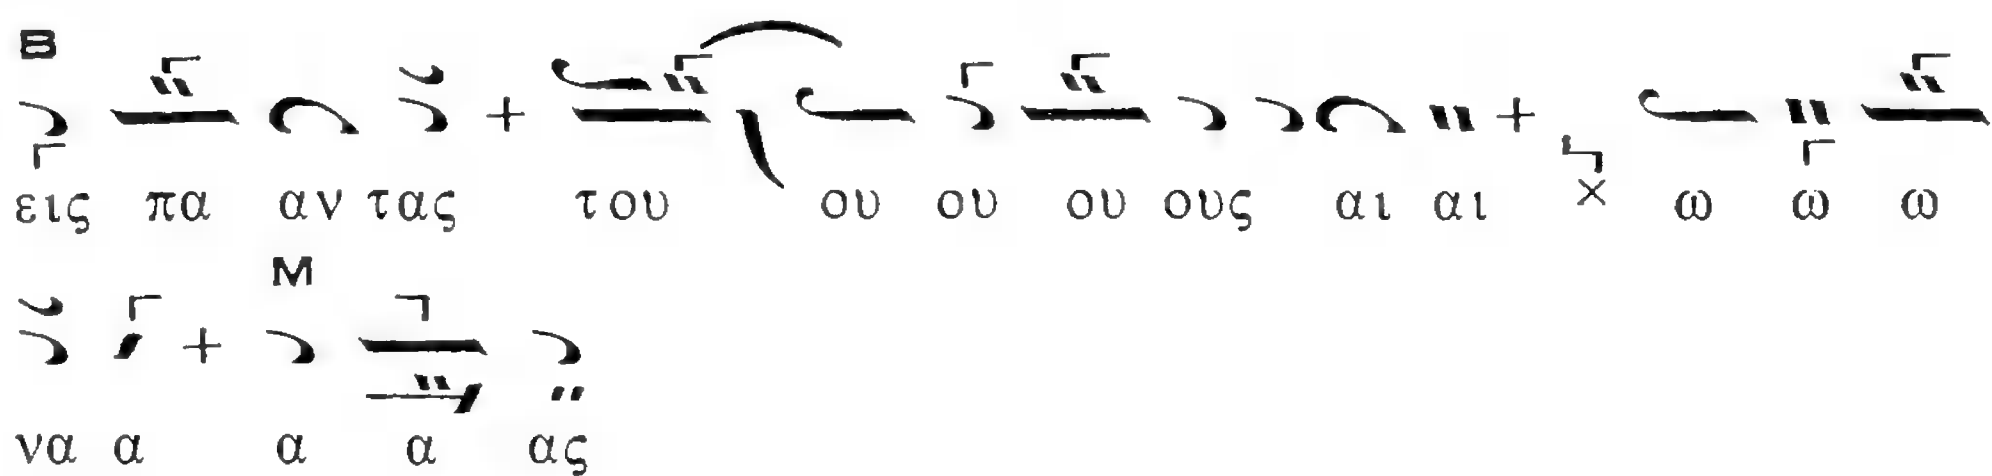 Β
εις πα αν τας του ου ου ου ους αι αι χ ω ω ω
Μ
να α α α ας